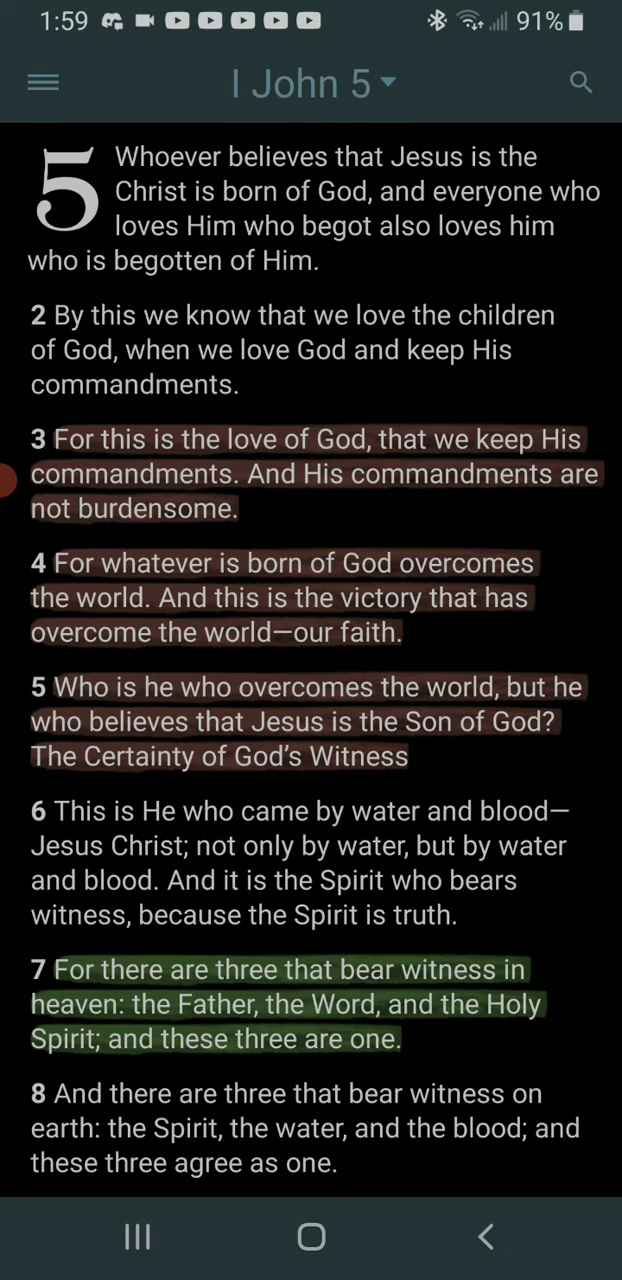 1:59
91%
I John 5
5 Whoever believes that Jesus is the
Christ is born of God, and everyone who
loves Him who begot also loves him
who is begotten of Him.
2 By this we know that we love the children
of God, when we love God and keep His
commandments.
3 For this is the love of God, that we keep His
commandments. And His commandments are
not burdensome.
4 For whatever is born of God overcomes
the world. And this is the victory that has
overcome the world—our faith.
5 Who is he who overcomes the world, but he
who believes that Jesus is the Son of God?
The Certainty of God’s Witness
6 This is He who came by water and blood—
Jesus Christ; not only by water, but by water
and blood. And it is the Spirit who bears
witness, because the Spirit is truth.
7 For there are three that bear witness in
heaven: the Father, the Word, and the Holy
Spirit; and these three are one.
8 And there are three that bear witness on
earth: the Spirit, the water, and the blood; and
these three agree as one.